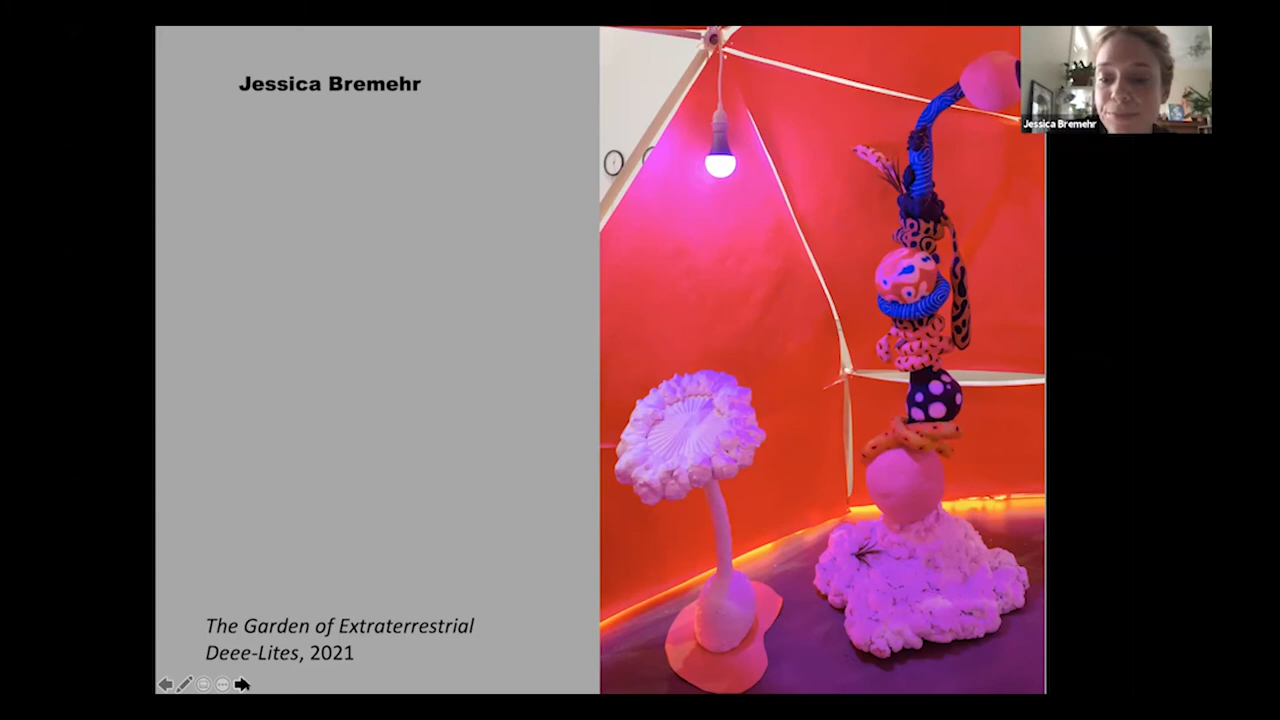 Jessica Bremehr
Jessica Bremehr
The Garden of Extraterrestrial
Deee-Lites, 2021